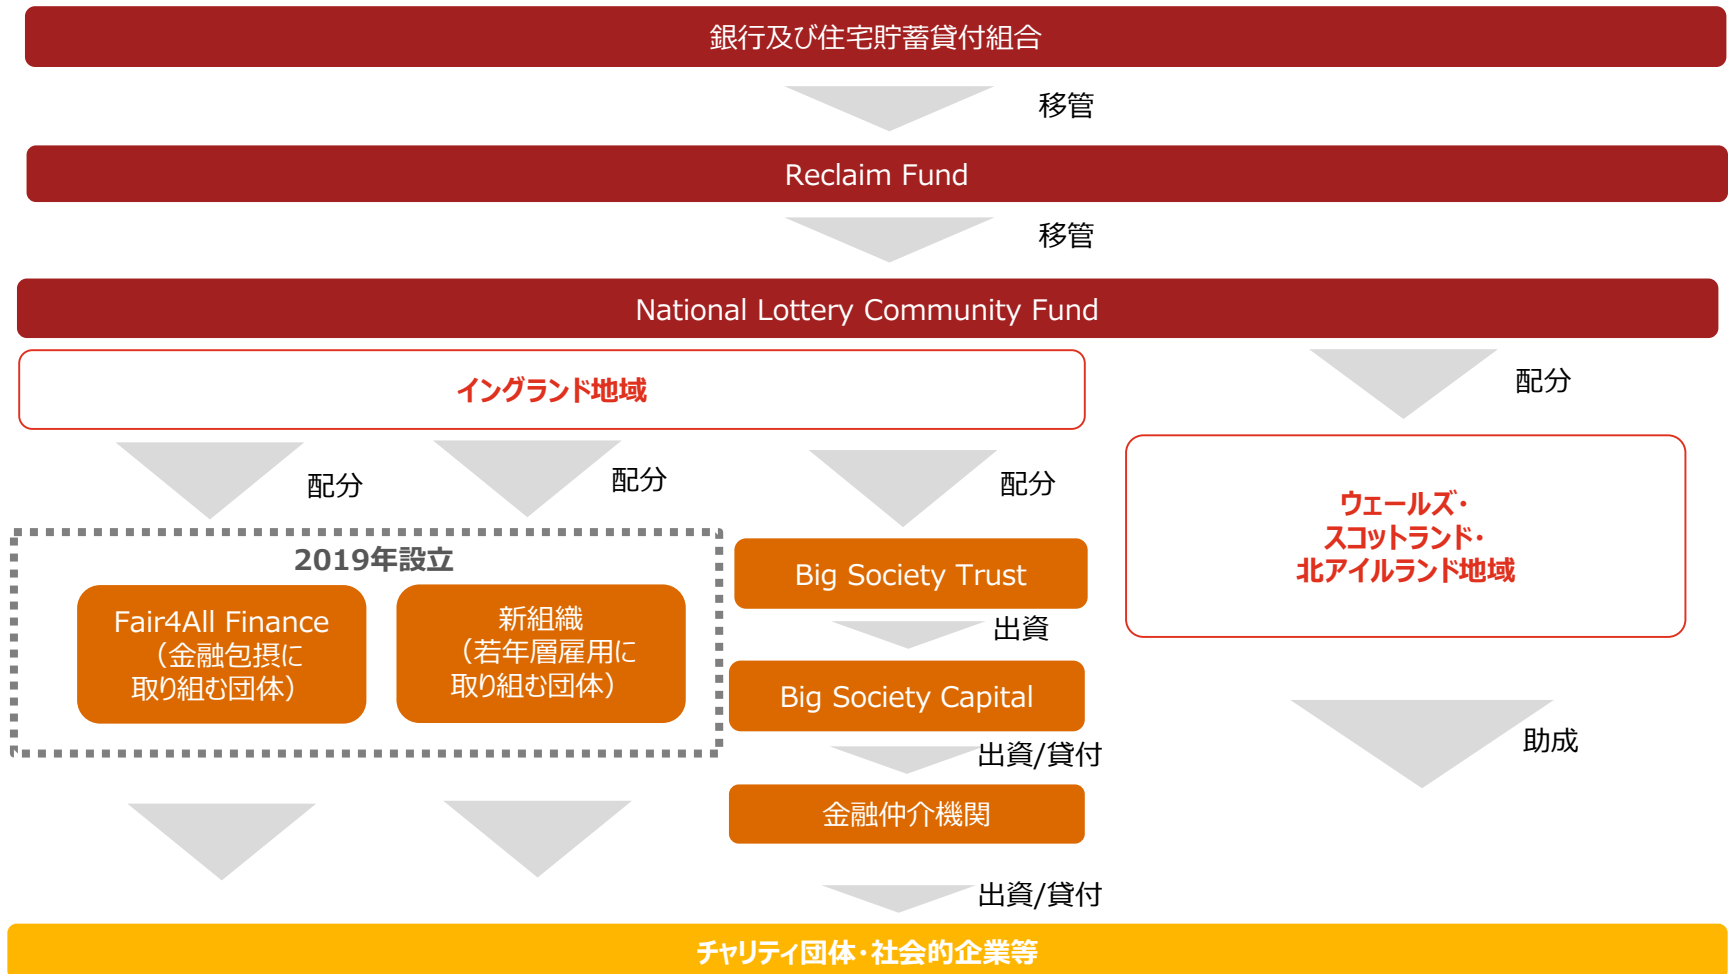 銀行及び住宅貯蓄貸付組合
移管
Reclaim Fund
移管
National Lottery Community Fund
イングランド地域
配分
配分
配分
配分
2019年設立
Fair4All Finance
（金融包摂に
取り組む団体）
新組織
（若年層雇用に
取り組む団体）
Big Society Trust
出資
Big Society Capital
出資/貸付
金融仲介機関
出資/貸付
ウェールズ・
スコットランド・
北アイルランド地域
助成
チャリティ団体・社会的企業等